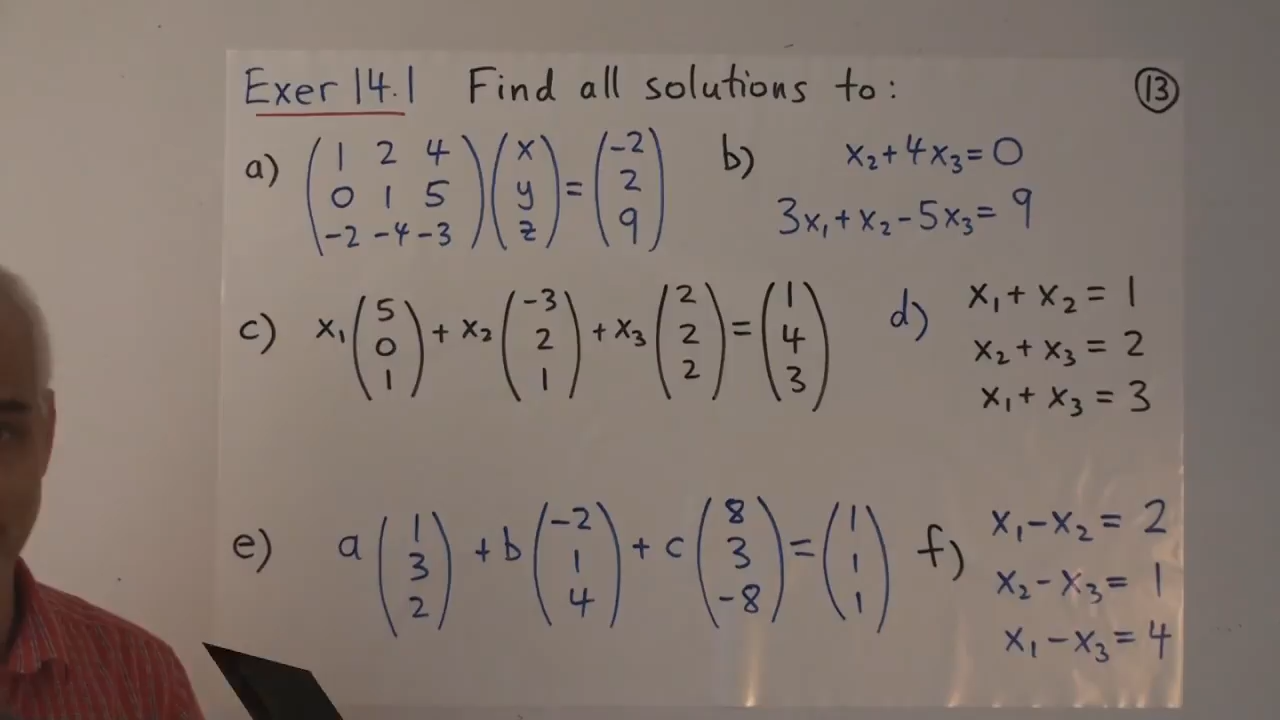 Exer 14.1 Find all solutions to: 13
a) (1 2 4; 0 1 5; -2 -4 -3) (x; y; z) = (-2; 2; 9)
b) x₂ + 4x₃ = 0
3x₁ + x₂ - 5x₃ = 9
c) x₁ (5; 0; 1) + x₂ (-3; 2; 1) + x₃ (2; 2; 2) = (1; 4; 3)
d) x₁ + x₂ = 1
x₂ + x₃ = 2
x₁ + x₃ = 3
e) a (1; 3; 2) + b (-2; 1; 4) + c (8; 3; -8) = (1; 1; 1)
f) x₁ - x₂ = 2
x₂ - x₃ = 1
x₁ - x₃ = 4